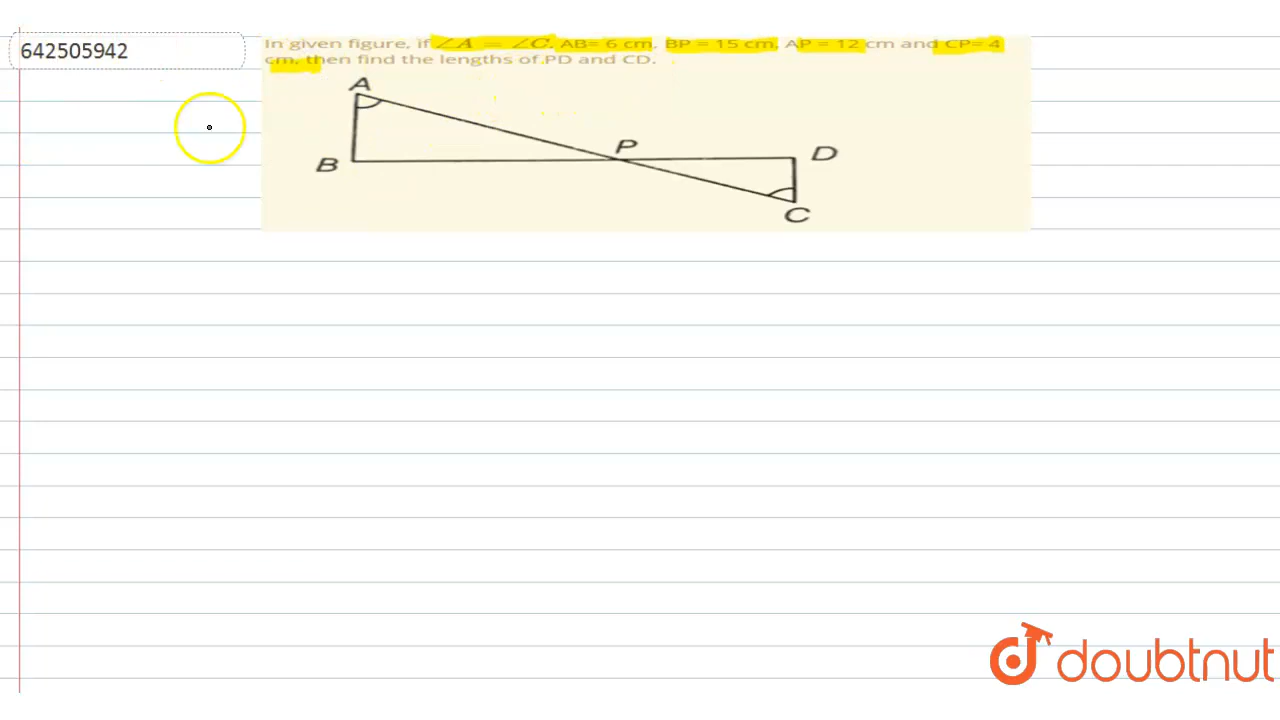 642505942
In given figure, if ∠A = ∠C, AB= 6 cm, BP = 15 cm, AP = 12 cm and CP= 4
cm, then find the lengths of PD and CD.
A
B
P
D
C
doubtnut